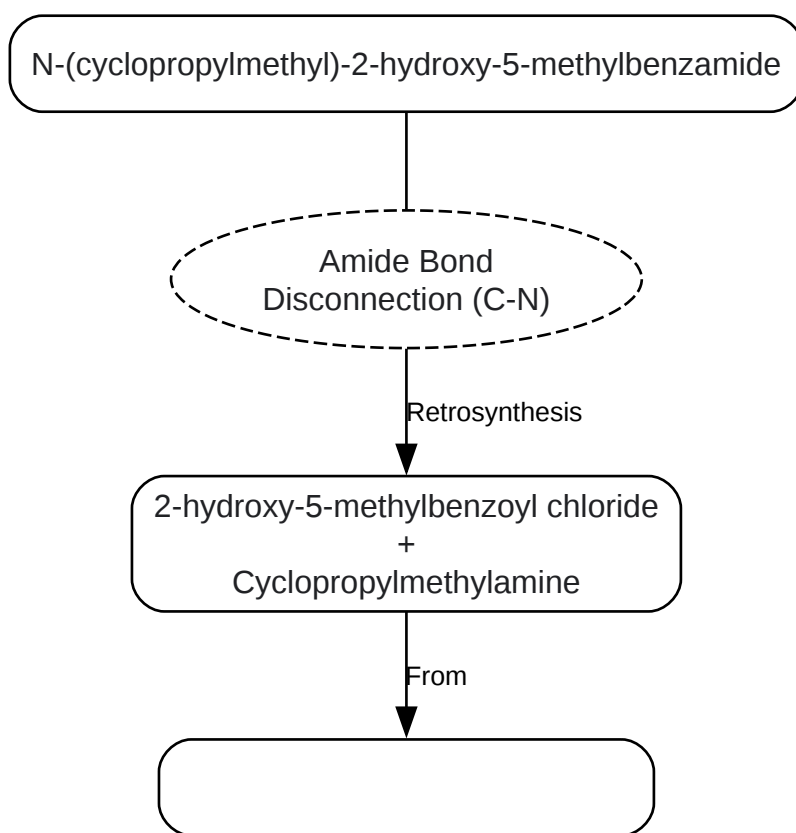 N-(cyclopropylmethyl)-2-hydroxy-5-methylbenzamide
Amide Bond
Disconnection (C-N)
Retrosynthesis
2-hydroxy-5-methylbenzoyl chloride
+
Cyclopropylmethylamine
From